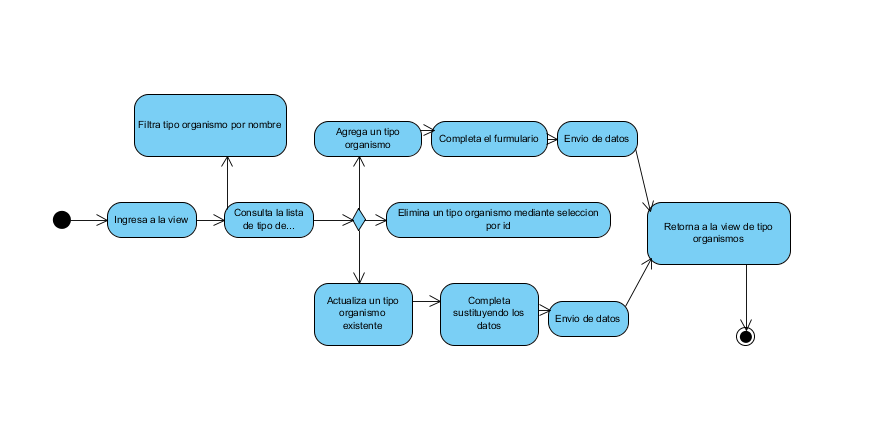 Filtra tipo organismo por nombre
Agrega un tipo
organismo
Completa el furmulario
Envio de datos
Ingresa a la view
Consulta la lista
de tipo de...
Elimina un tipo organismo mediante seleccion
por id
Retorna a la view de tipo
organismos
Actualiza un tipo
organismo
existente
Completa
sustituyendo los
datos
Envio de datos